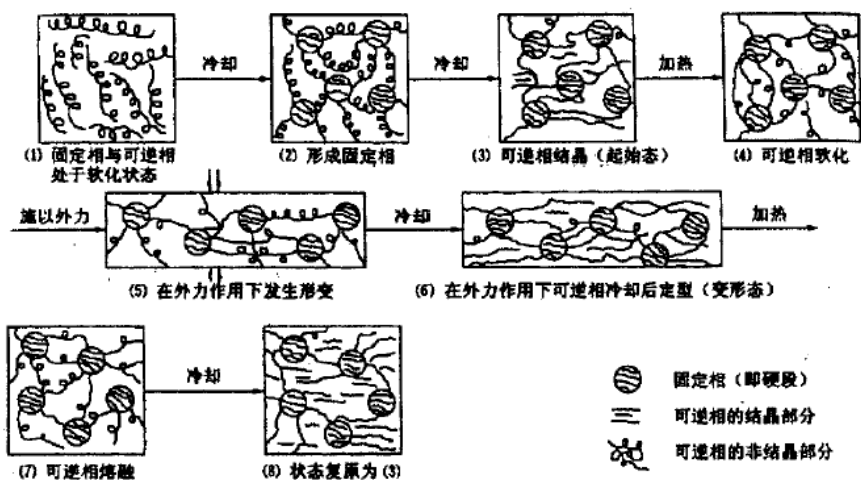 冷却
冷却
加热
(1) 固定相与可逆相
处于软化状态
(2) 形成固定相
(3) 可逆相结晶(起始态)
(4) 可逆相软化
施以外力
冷却
加热
(5) 在外力作用下发生形变
(6) 在外力作用下可逆相冷却后定型(变形态)
冷却
固定相(即硬段)
可逆相的结晶部分
可逆相的非结晶部分
(7) 可逆相熔融
(8) 状态复原为(3)